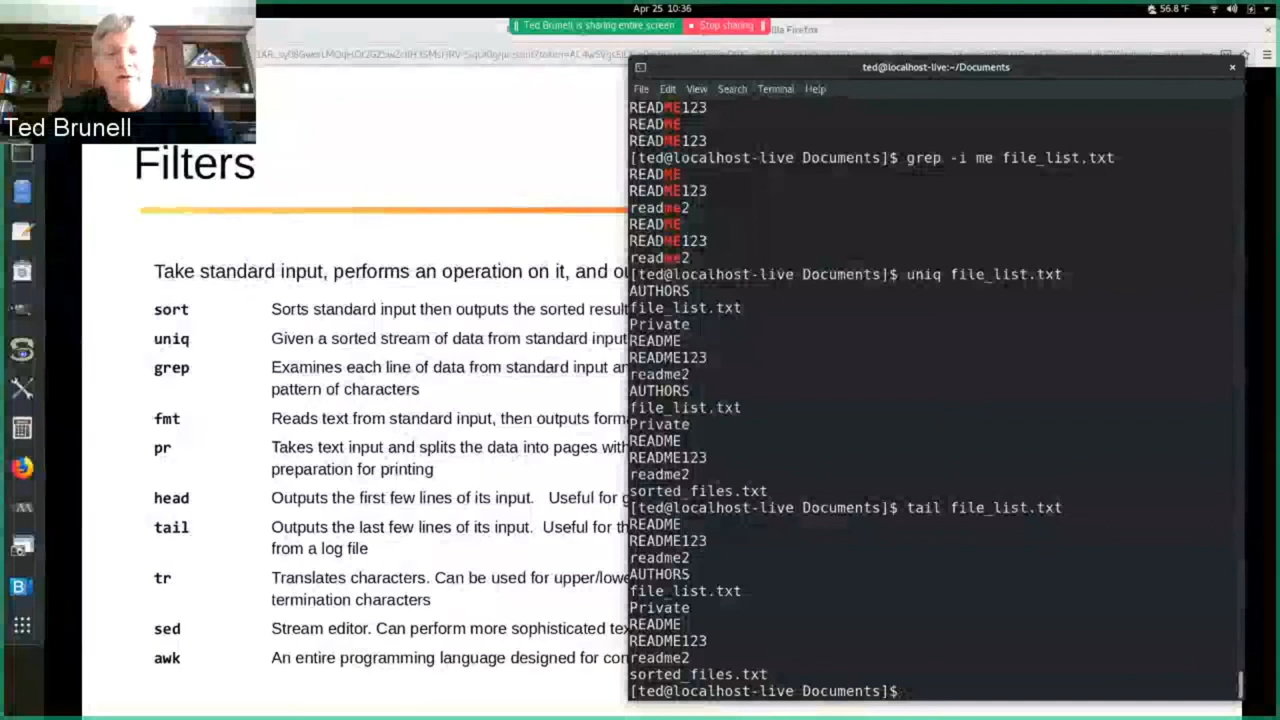 Apr 25 10:36
56.8 °F
Ted Brunell is sharing entire screen
Stop sharing
Firefox
Ted Brunell
ted@localhost-live:~/Documents
File Edit View Search Terminal Help
Filters
Take standard input, performs an operation on it, and ou
sort Sorts standard input then outputs the sorted result
uniq Given a sorted stream of data from standard input
grep Examines each line of data from standard input an
pattern of characters
fmt Reads text from standard input, then outputs forma
pr Takes text input and splits the data into pages with
preparation for printing
head Outputs the first few lines of its input. Useful for g
tail Outputs the last few lines of its input. Useful for th
from a log file
tr Translates characters. Can be used for upper/lowe
termination characters
sed Stream editor. Can perform more sophisticated tex
awk An entire programming language designed for con
README123
README
README123
[ted@localhost-live Documents]$ grep -i me file_list.txt
README
README123
readme2
README
README123
readme2
[ted@localhost-live Documents]$ uniq file_list.txt
AUTHORS
file_list.txt
Private
README
README123
readme2
AUTHORS
file_list.txt
Private
README
README123
readme2
sorted_files.txt
[ted@localhost-live Documents]$ tail file_list.txt
README
README123
readme2
AUTHORS
file_list.txt
Private
README
README123
readme2
sorted_files.txt
[ted@localhost-live Documents]$